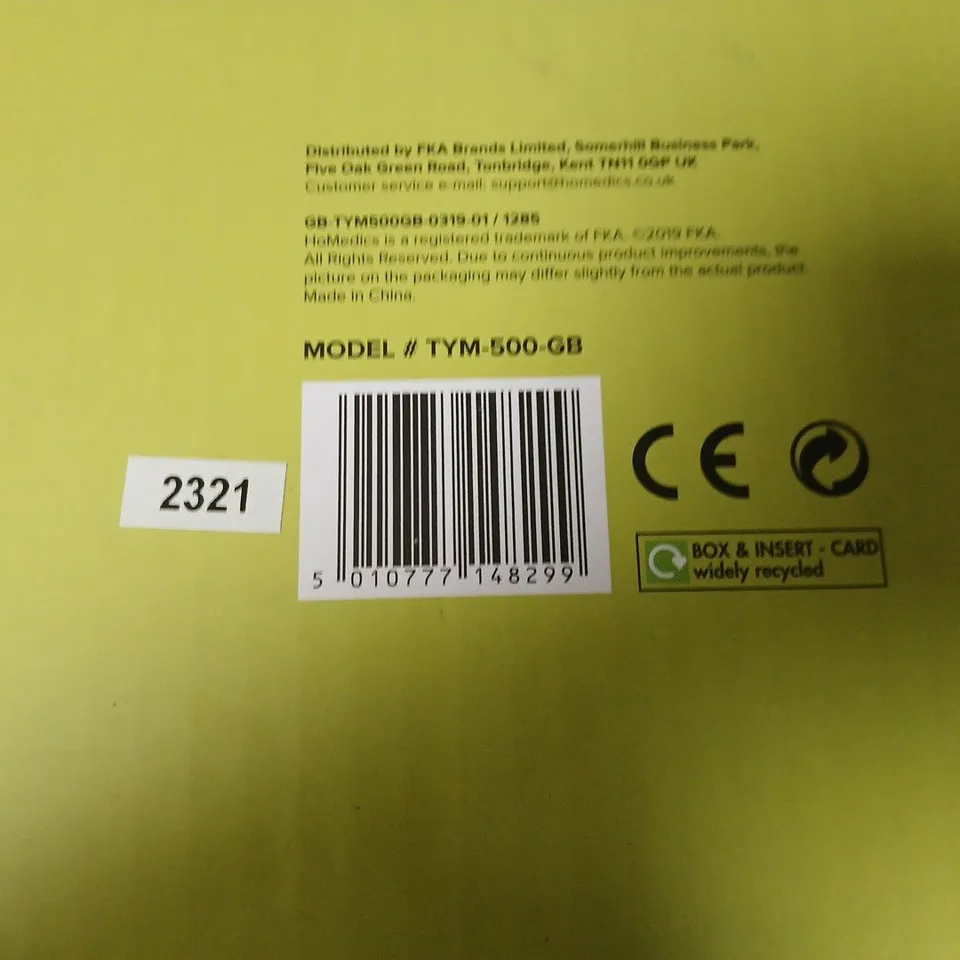 Distributed by FKA Brands Limited, Somerhill Business Park,
Five Oak Green Road, Tonbridge, Kent TN11 0GP UK
Customer service e-mail: support@homedics.co.uk
GB-TYM500GB-0319-01 / 1285
HoMedics is a registered trademark of FKA. ©2019 FKA.
All Rights Reserved. Due to continuous product improvements, the
picture on the packaging may differ slightly from the actual product.
Made in China.
MODEL # TYM-500-GB
CE
2321
BOX & INSERT - CARD
widely recycled
5 010777 148299